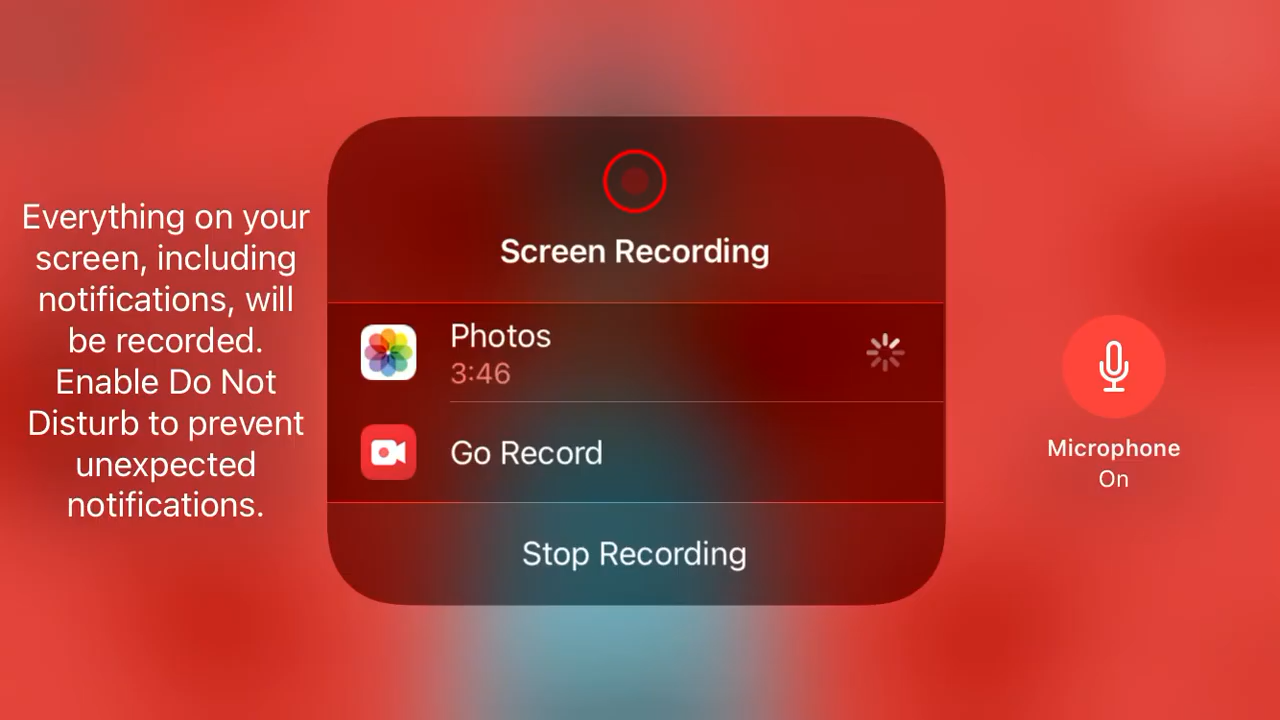 Everything on your
screen, including
notifications, will
be recorded.
Enable Do Not
Disturb to prevent
unexpected
notifications.
Screen Recording
Photos
3:46
Go Record
Stop Recording
Microphone
On